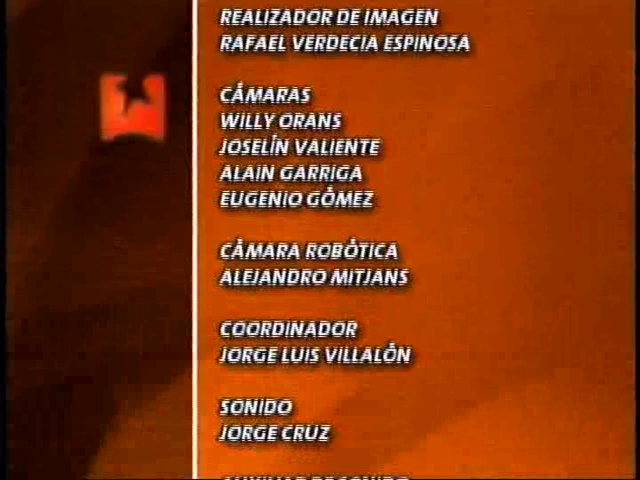 REALIZADOR DE IMAGEN
RAFAEL VERDECIA ESPINOSA
CÁMARAS
WILLY ORANS
JOSELÍN VALIENTE
ALAIN GARRIGA
EUGENIO GÓMEZ
CÁMARA ROBÓTICA
ALEJANDRO MITJANS
COORDINADOR
JORGE LUIS VILLALÓN
SONIDO
JORGE CRUZ